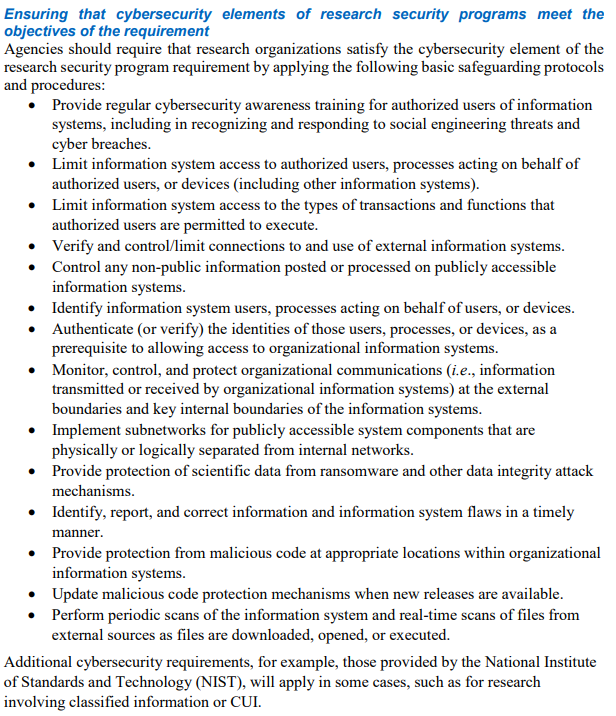 Ensuring that cybersecurity elements of research security programs meet the
objectives of the requirement
Agencies should require that research organizations satisfy the cybersecurity element of the
research security program requirement by applying the following basic safeguarding protocols
and procedures:
• Provide regular cybersecurity awareness training for authorized users of information
systems, including in recognizing and responding to social engineering threats and
cyber breaches.
• Limit information system access to authorized users, processes acting on behalf of
authorized users, or devices (including other information systems).
• Limit information system access to the types of transactions and functions that
authorized users are permitted to execute.
• Verify and control/limit connections to and use of external information systems.
• Control any non-public information posted or processed on publicly accessible
information systems.
• Identify information system users, processes acting on behalf of users, or devices.
• Authenticate (or verify) the identities of those users, processes, or devices, as a
prerequisite to allowing access to organizational information systems.
• Monitor, control, and protect organizational communications (i.e., information
transmitted or received by organizational information systems) at the external
boundaries and key internal boundaries of the information systems.
• Implement subnetworks for publicly accessible system components that are
physically or logically separated from internal networks.
• Provide protection of scientific data from ransomware and other data integrity attack
mechanisms.
• Identify, report, and correct information and information system flaws in a timely
manner.
• Provide protection from malicious code at appropriate locations within organizational
information systems.
• Update malicious code protection mechanisms when new releases are available.
• Perform periodic scans of the information system and real-time scans of files from
external sources as files are downloaded, opened, or executed.
Additional cybersecurity requirements, for example, those provided by the National Institute
of Standards and Technology (NIST), will apply in some cases, such as for research
involving classified information or CUI.